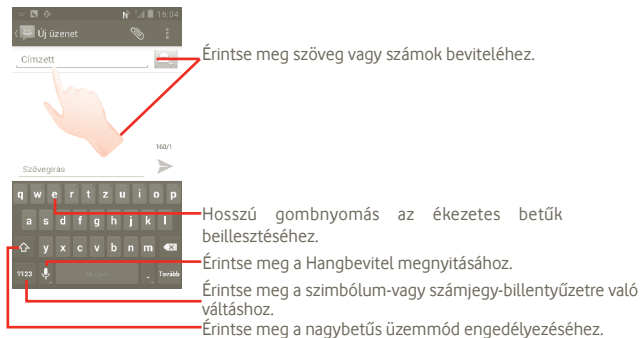 16:04
Új üzenet
Címzett
Érintse meg szöveg vagy számok beviteléhez.
160/1
Szövegírás
q w e r t z u i o p
a s d f g h j k l
y x c v b n m
?123 Magyar . Tovább
Hosszú gombnyomás az ékezetes betűk
beillesztéséhez.
Érintse meg a Hangbevitel megnyitásához.
Érintse meg a szimbólum-vagy számjegy-billentyűzetre való
váltáshoz.
Érintse meg a nagybetűs üzemmód engedélyezéséhez.